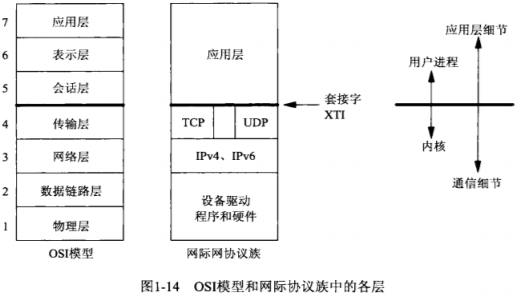 7 应用层
6 表示层
5 会话层
4 传输层
3 网络层
2 数据链路层
1 物理层
OSI模型
应用层
TCP UDP
IPv4、IPv6
设备驱动
程序和硬件
网际网协议族
套接字
XTI
应用层细节
用户进程
内核
通信细节
图1-14 OSI模型和网际协议族中的各层